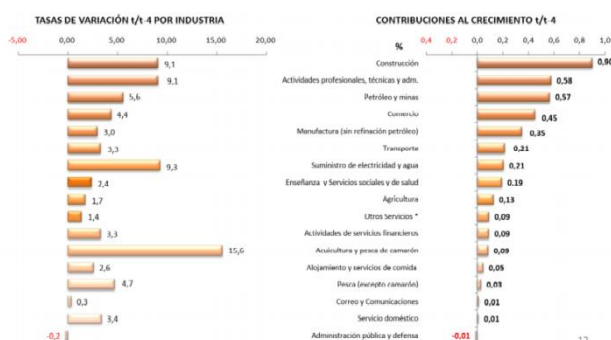 TASAS DE VARIACIÓN t/t-4 POR INDUSTRIA
CONTRIBUCIONES AL CRECIMIENTO t/t-4
-5,00 0,00 5,00 10,00 15,00 20,00
%
0,4 -0,2 0,0 0,2 0,4 0,6 0,8 1,0
9,1 Construcción 0,90
9,1 Actividades profesionales, técnicas y adm. 0,58
5,6 Petróleo y minas 0,57
4,4 Comercio 0,45
3,0 Manufactura (sin refinación petróleo) 0,35
3,3 Transporte 0,21
9,3 Suministro de electricidad y agua 0,21
2,4 Enseñanza y Servicios sociales y de salud 0.19
1,7 Agricultura 0,13
1,4 Otros Servicios * 0,09
3,3 Actividades de servicios financieros 0,09
15,6 Acuicultura y pesca de camarón 0,09
2,6 Alojamiento y servicios de comida 0,05
4,7 Pesca (excepto camarón) 0,03
0,3 Correo y Comunicaciones 0,01
3,4 Servicio doméstico 0,01
-0,2 Administración pública y defensa -0,01